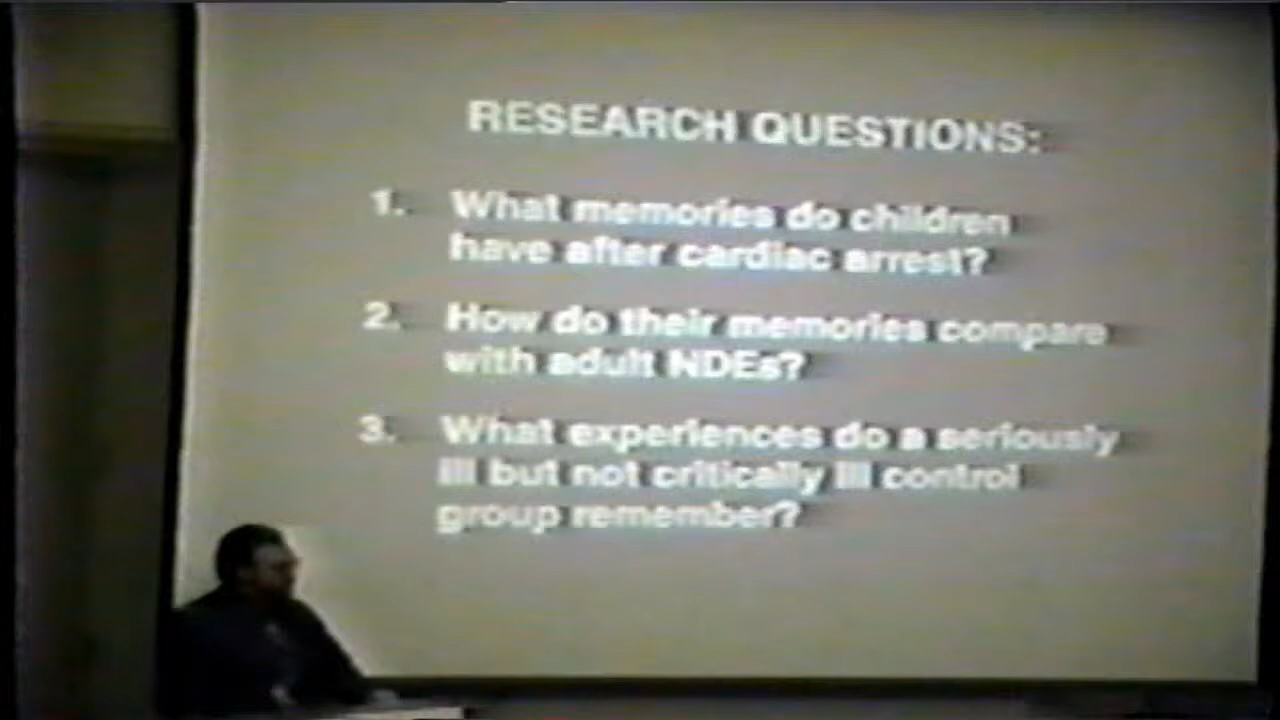 RESEARCH QUESTIONS:
1. What memories do children
have after cardiac arrest?
2. How do their memories compare
with adult NDEs?
3. What experiences do a seriously
ill but not critically ill control
group remember?